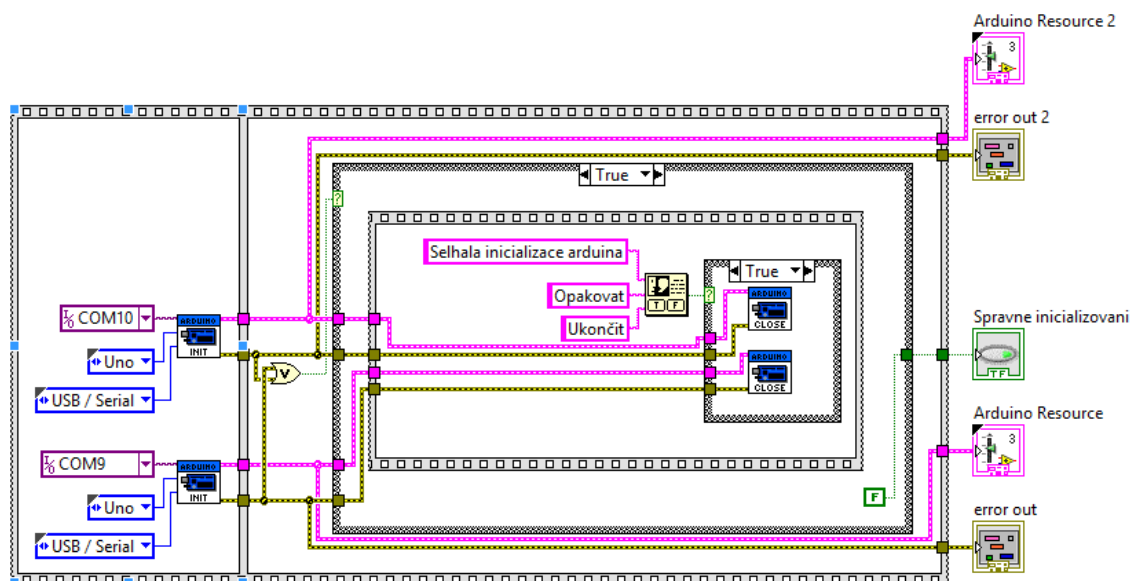 Arduino Resource 2
3
error out 2
True
Selhala inicializace arduina
True
Opakovat
T F
?
?
ARDUINO
CLOSE
Ukončit
COM10
ARDUINO
INIT
Uno
USB / Serial
V
ARDUINO
CLOSE
Spravne inicializovani
TF
Arduino Resource
3
COM9
ARDUINO
INIT
Uno
USB / Serial
F
error out